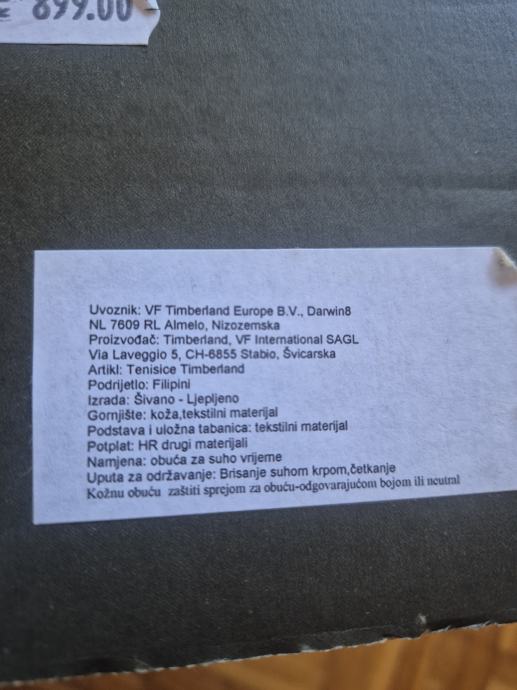 899.00
Uvoznik: VF Timberland Europe B.V., Darwin8
NL 7609 RL Almelo, Nizozemska
Proizvođač: Timberland, VF International SAGL
Via Laveggio 5, CH-6855 Stabio, Švicarska
Artikl: Tenisice Timberland
Podrijetlo: Filipini
Izrada: Šivano - Ljepljeno
Gornjište: koža,tekstilni materijal
Podstava i uložna tabanica: tekstilni materijal
Potplat: HR drugi materijali
Namjena: obuća za suho vrijeme
Uputa za održavanje: Brisanje suhom krpom,četkanje
Kožnu obuću zaštiti sprejom za obuću-odgovarajućom bojom ili neutral